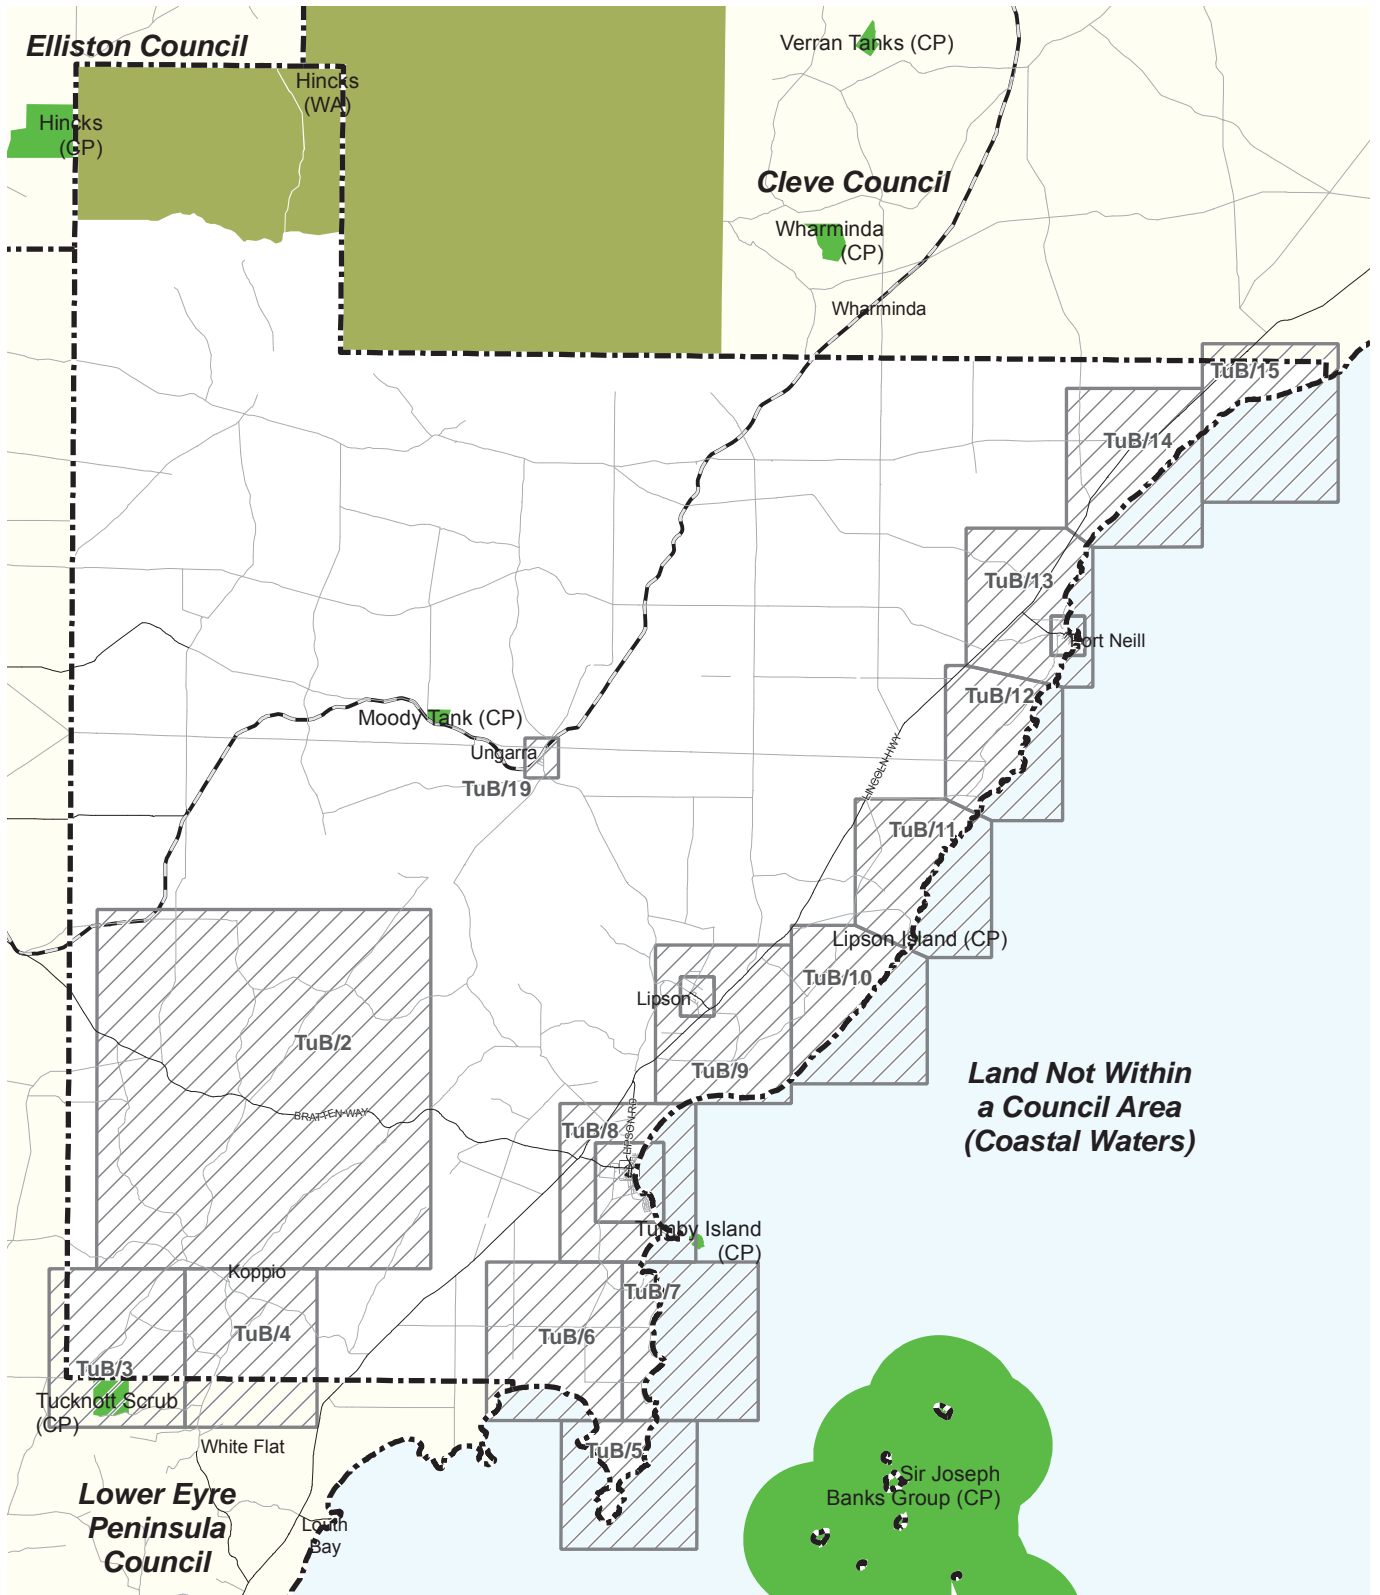 Elliston Council
Verran Tanks (CP)
Hincks
(WA)
Hincks
(CP)
Cleve Council
Wharminda
(CP)
Wharminda
TuB/15
TuB/14
TuB/13
Port Neill
TuB/12
Moody Tank (CP)
Ungarra
TuB/19
LINCOLN HWY
TuB/11
Lipson Island (CP)
TuB/10
Lipson
TuB/2
TuB/9
Land Not Within
a Council Area
(Coastal Waters)
BRATTEN WAY
TuB/8
LIPSON RD
Tumby Island
(CP)
Koppio
TuB/7
TuB/4
TuB/6
TuB/3
Tucknott Scrub
(CP)
White Flat
TuB/5
Sir Joseph
Banks Group (CP)
Lower Eyre
Peninsula
Council
Louth
Bay